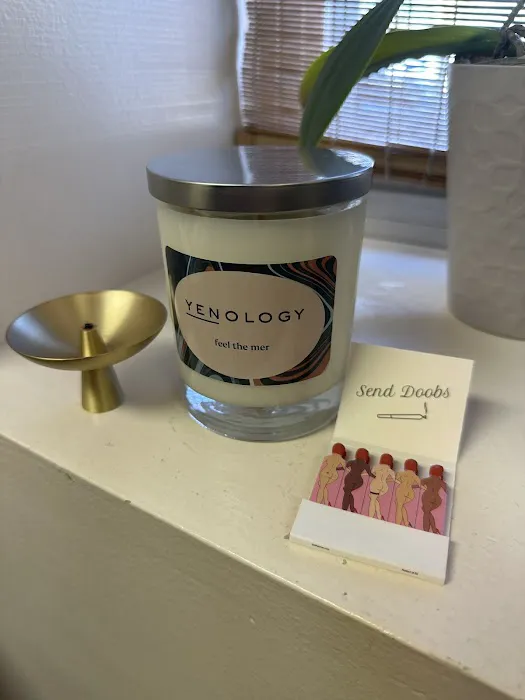 YENOLOGY
feel the mer
Send Doobs